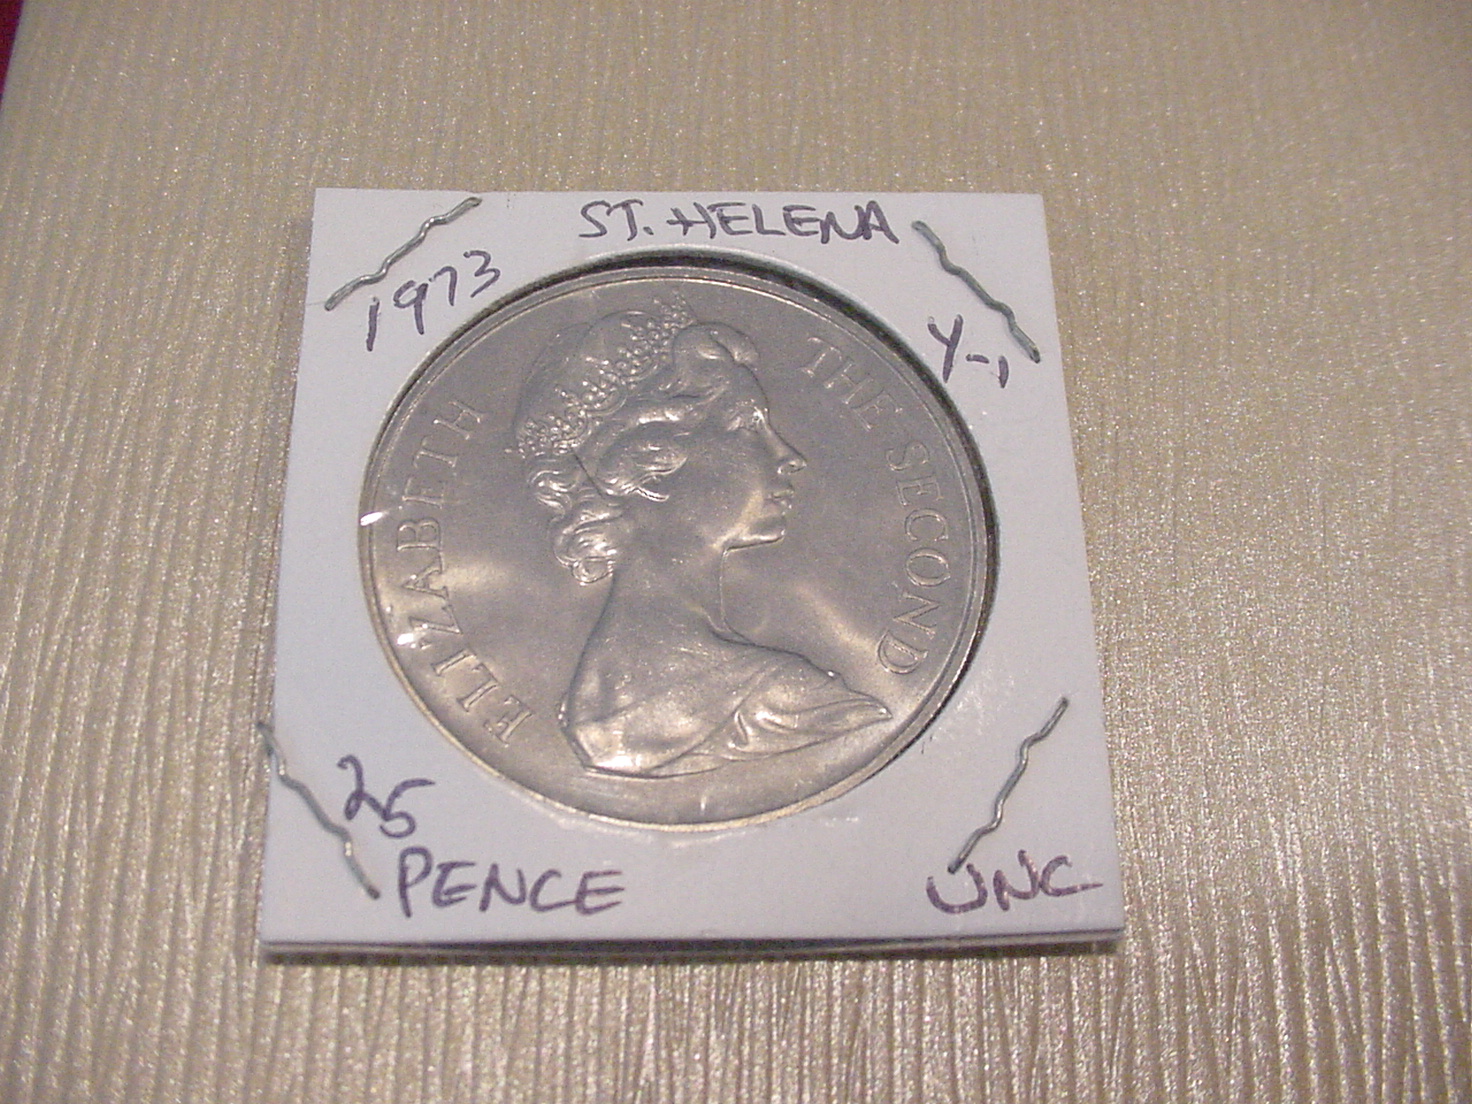 ST. HELENA
1973
Y-1
ELIZABETH THE SECOND
25
PENCE
UNC